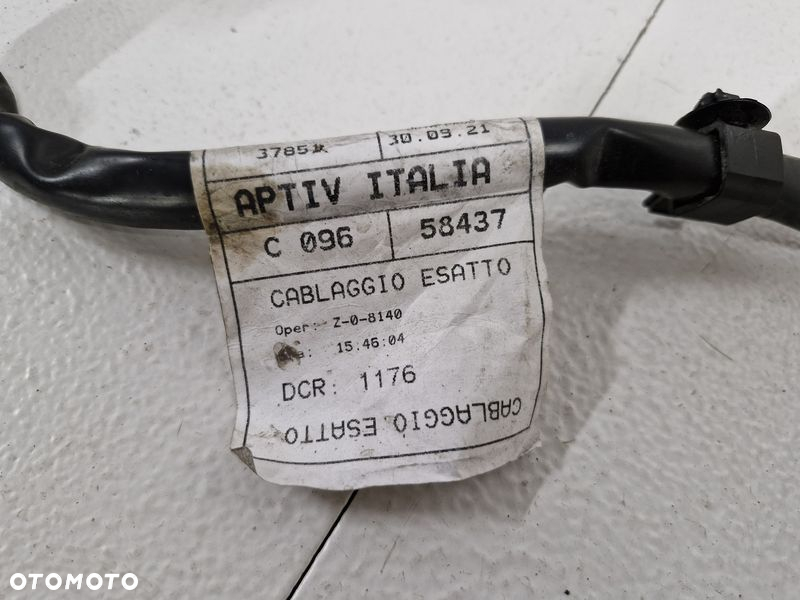 30.09.21
APTIV ITALIA
C 096 58437
CABLAGGIO ESATTO
Oper: Z-0-8140
15:46:04
DCR: 1176
CABLAGGIO ESATTO
OTOMOTO